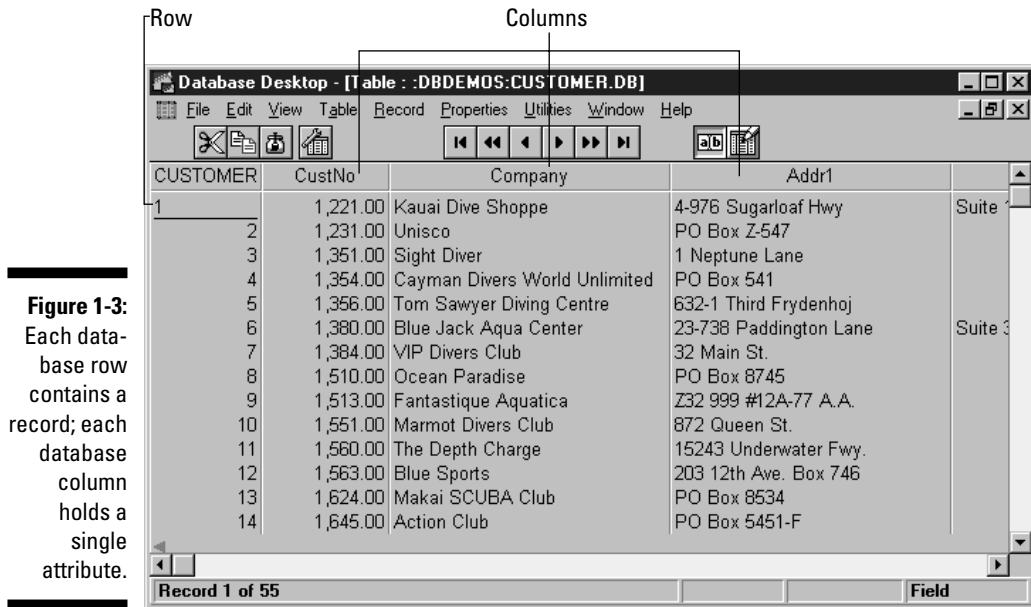 Row Columns
Database Desktop - [Table : :DBDEMOS:CUSTOMER.DB]
File Edit View Table Record Properties Utilities Window Help
a b
CUSTOMER CustNo Company Addr1
1 1,221.00 Kauai Dive Shoppe 4-976 Sugarloaf Hwy Suite
2 1,231.00 Unisco PO Box Z-547
3 1,351.00 Sight Diver 1 Neptune Lane
4 1,354.00 Cayman Divers World Unlimited PO Box 541
5 1,356.00 Tom Sawyer Diving Centre 632-1 Third Frydenhoj
6 1,380.00 Blue Jack Aqua Center 23-738 Paddington Lane Suite
7 1,384.00 VIP Divers Club 32 Main St.
8 1,510.00 Ocean Paradise PO Box 8745
9 1,513.00 Fantastique Aquatica Z32 999 #12A-77 A.A.
10 1,551.00 Marmot Divers Club 872 Queen St.
11 1,560.00 The Depth Charge 15243 Underwater Fwy.
12 1,563.00 Blue Sports 203 12th Ave. Box 746
13 1,624.00 Makai SCUBA Club PO Box 8534
14 1,645.00 Action Club PO Box 5451-F
Record 1 of 55 Field
Figure 1-3:
Each data-
base row
contains a
record; each
database
column
holds a
single
attribute.